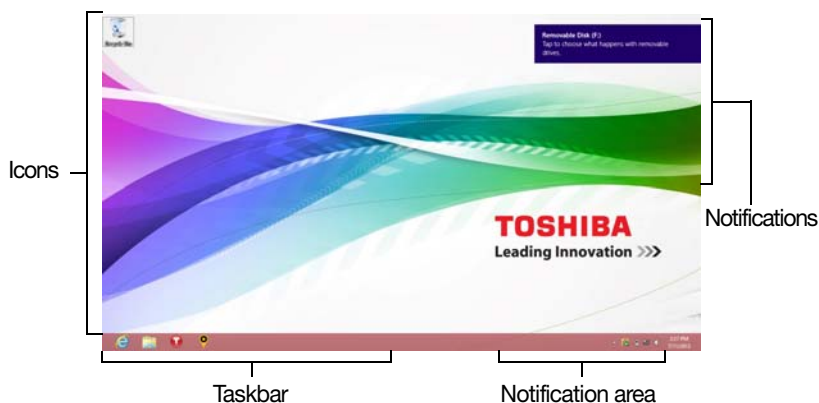 Recycle Bin
Removable Disk (F:)
Tap to choose what happens with removable
drives.
Icons
Notifications
TOSHIBA
Leading Innovation >>>
Taskbar
Notification area